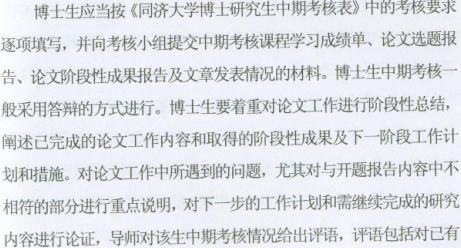 博士生应当按《同济大学博士研究生中期考核表》中的考核要求
逐项填写，并向考核小组提交中期考核课程学习成绩单、论文选题报
告、论文阶段性成果报告及文章发表情况的材料。博士生中期考核一
般采用答辩的方式进行。博士生要着重对论文工作进行阶段性总结，
阐述已完成的论文工作内容和取得的阶段性成果及下一阶段工作计
划和措施。对论文工作中所遇到的问题，尤其对与开题报告内容中不
相符的部分进行重点说明，对下一步的工作计划和需继续完成的研究
内容进行论证，导师对该生中期考核情况给出评语，评语包括对已有